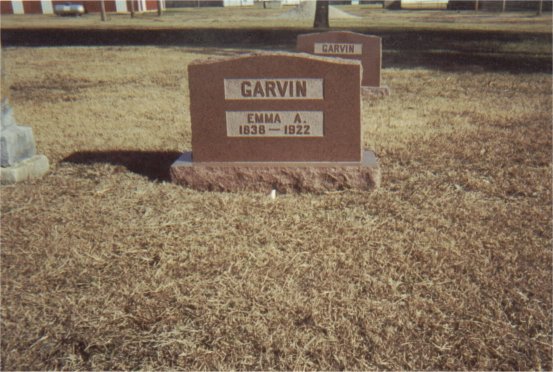 GARVIN
GARVIN
EMMA A.
1838 — 1922